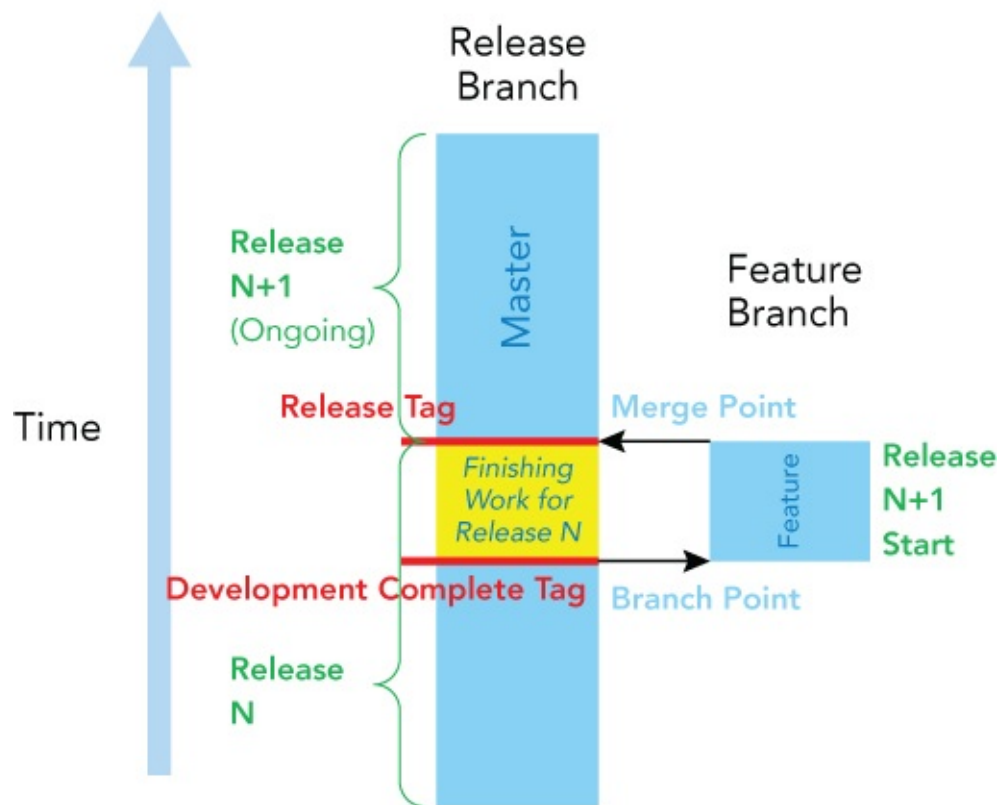 Release
Branch
Release
N+1
(Ongoing)
Master
Feature
Branch
Release Tag
Merge Point
Time
Finishing
Work for
Release N
Feature
Release
N+1
Start
Development Complete Tag
Branch Point
Release
N